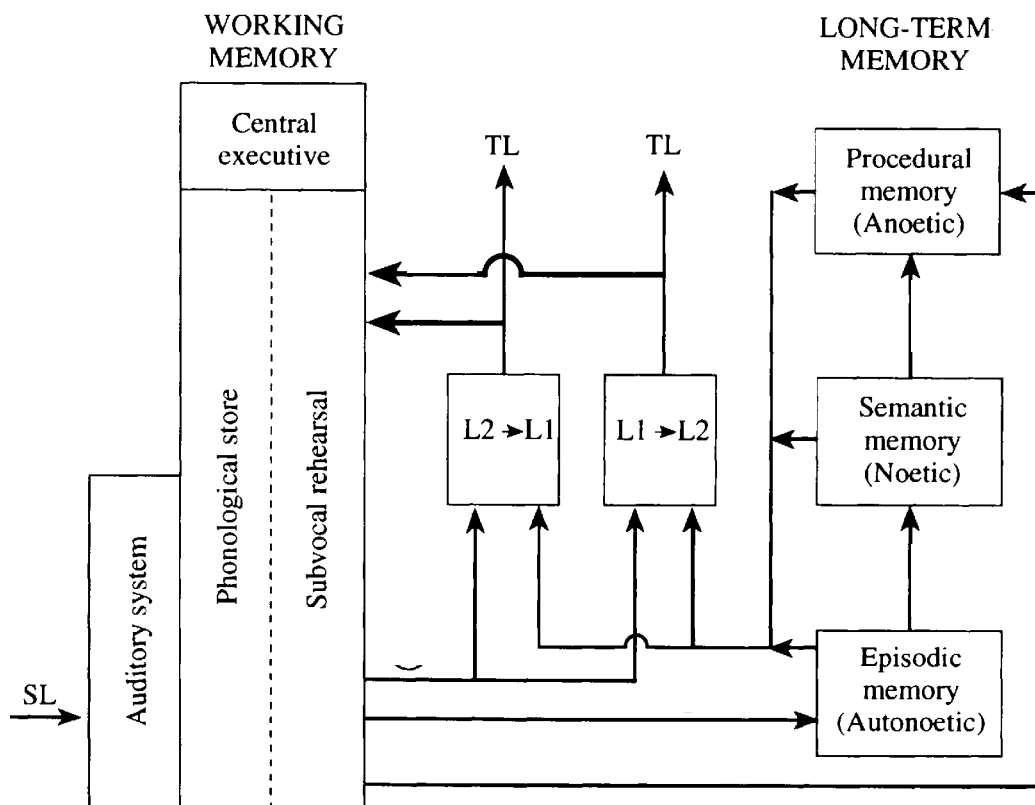 WORKING
MEMORY
LONG-TERM
MEMORY
Central
executive
TL
TL
Procedural
memory
(Anoetic)
L2 → L1
L1 → L2
Semantic
memory
(Noetic)
Phonological store
Subvocal rehearsal
Auditory system
SL
Episodic
memory
(Autonoetic)